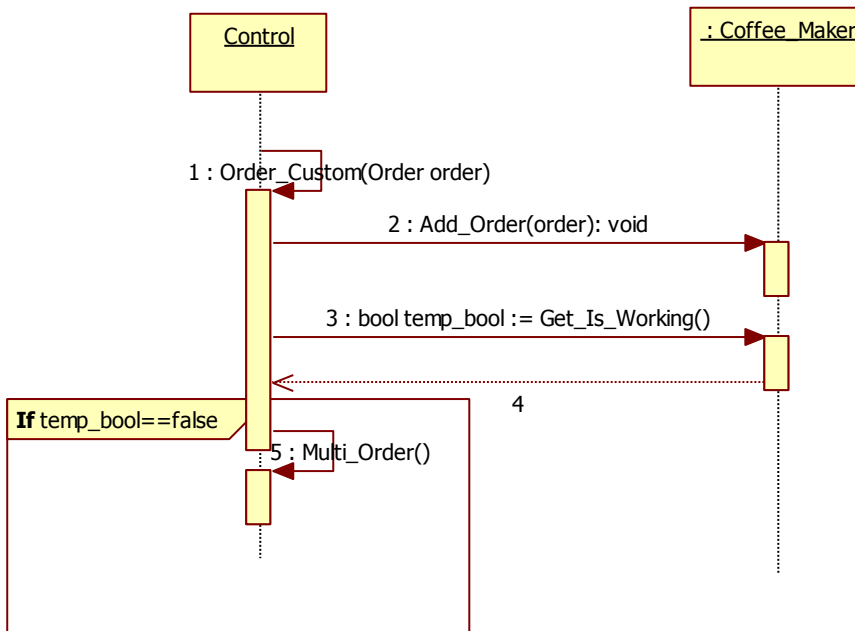 Control
: Coffee_Maker
1 : Order_Custom(Order order)
2 : Add_Order(order): void
3 : bool temp_bool := Get_Is_Working()
4
If temp_bool==false
5 : Multi_Order()